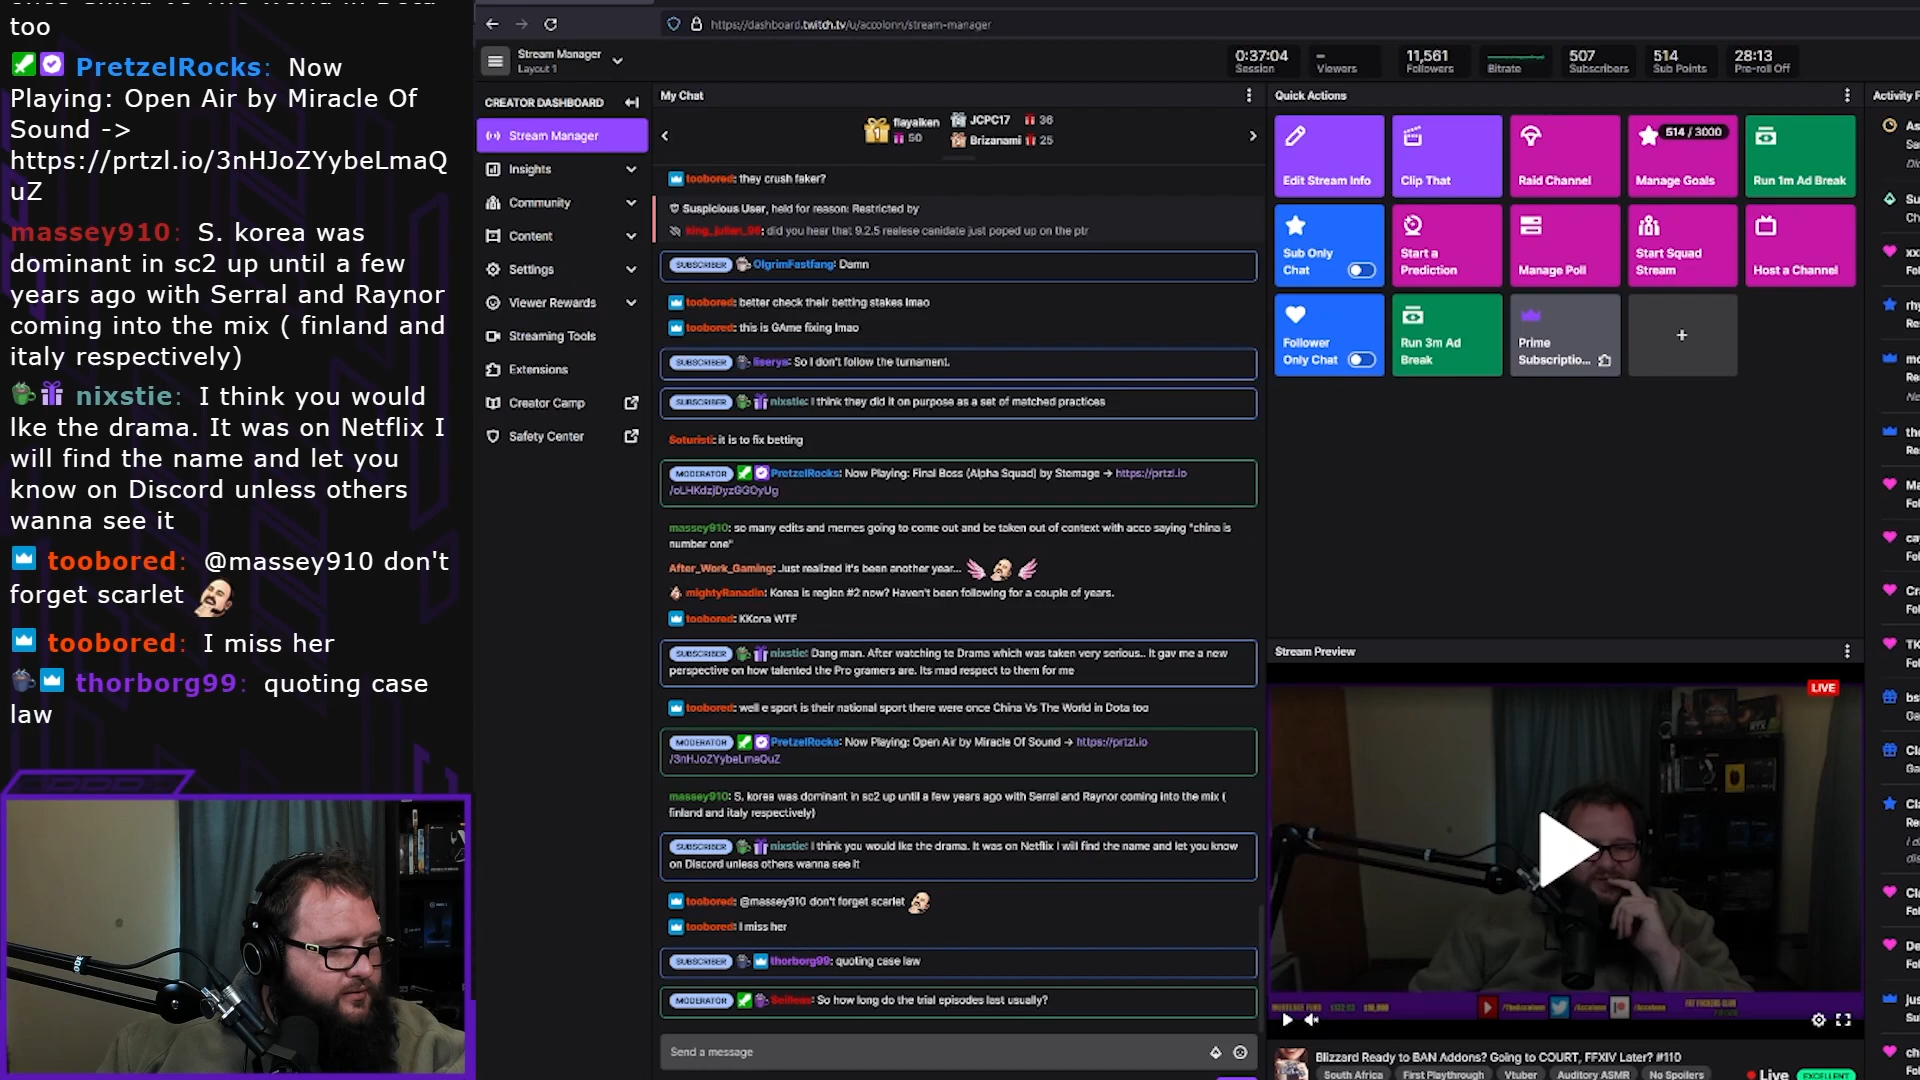 too
PretzelRocks: Now
Playing: Open Air by Miracle Of
Sound ->
https://prtzl.io/3nHJoZYybeLmaQ
uZ
massey910: S. korea was
dominant in sc2 up until a few
years ago with Serral and Raynor
coming into the mix ( finland and
italy respectively)
nixstie: I think you would
lke the drama. It was on Netflix I
will find the name and let you
know on Discord unless others
wanna see it
toobored: @massey910 don't
forget scarlet
toobored: I miss her
thorborg99: quoting case
law
https://dashboard.twitch.tv/u/accolonn/stream-manager
Stream Manager
Layout 1
0:37:04
Session
–
Viewers
11,561
Followers
Bitrate
507
Subscribers
514
Sub Points
28:13
Pre-roll Off
CREATOR DASHBOARD
Stream Manager
Insights
Community
Content
Settings
Viewer Rewards
Streaming Tools
Extensions
Creator Camp
Safety Center
My Chat
1
flayalken
50
JCPC17 36
Brizanami 25
toobored: they crush faker?
Suspicious User, held for reason: Restricted by
king_julien_96: did you hear that 9.2.5 realese canidate just poped up on the ptr
SUBSCRIBER OlgrimFastfang: Damn
toobored: better check their betting stakes lmao
toobored: this is GAme fixing lmao
SUBSCRIBER liserya: So I don't follow the turnament.
SUBSCRIBER nixstie: I think they did it on purpose as a set of matched practices
Soturisti: it is to fix betting
MODERATOR PretzelRocks: Now Playing: Final Boss (Alpha Squad) by Stemage -> https://prtzl.io
/oLHKdzjDyzGGOyUg
massey910: so many edits and memes going to come out and be taken out of context with acco saying "china is
number one"
After_Work_Gaming: Just realized it's been another year...
mightyRanadin: Korea is region #2 now? Haven't been following for a couple of years.
toobored: KKona WTF
SUBSCRIBER nixstie: Dang man. After watching te Drama which was taken very serious.. It gav me a new
perspective on how talented the Pro gramers are. Its mad respect to them for me
toobored: well e sport is their national sport there were once China Vs The World in Dota too
MODERATOR PretzelRocks: Now Playing: Open Air by Miracle Of Sound -> https://prtzl.io
/3nHJoZYybeLmaQuZ
massey910: S. korea was dominant in sc2 up until a few years ago with Serral and Raynor coming into the mix (
finland and italy respectively)
SUBSCRIBER nixstie: I think you would lke the drama. It was on Netflix I will find the name and let you know
on Discord unless others wanna see it
toobored: @massey910 don't forget scarlet
toobored: I miss her
SUBSCRIBER thorborg99: quoting case law
MODERATOR Seilleas: So how long do the trial episodes last usually?
Send a message
Quick Actions
Edit Stream Info
Clip That
Raid Channel
514 / 3000
Manage Goals
Run 1m Ad Break
Sub Only
Chat
Start a
Prediction
Manage Poll
Start Squad
Stream
Host a Channel
Follower
Only Chat
Run 3m Ad
Break
Prime
Subscriptio...
+
Stream Preview
LIVE
Blizzard Ready to BAN Addons? Going to COURT, FFXIV Later? #110
South Africa First Playthrough Vtuber Auditory ASMR No Spoilers
Live EXCELLENT
Activity F